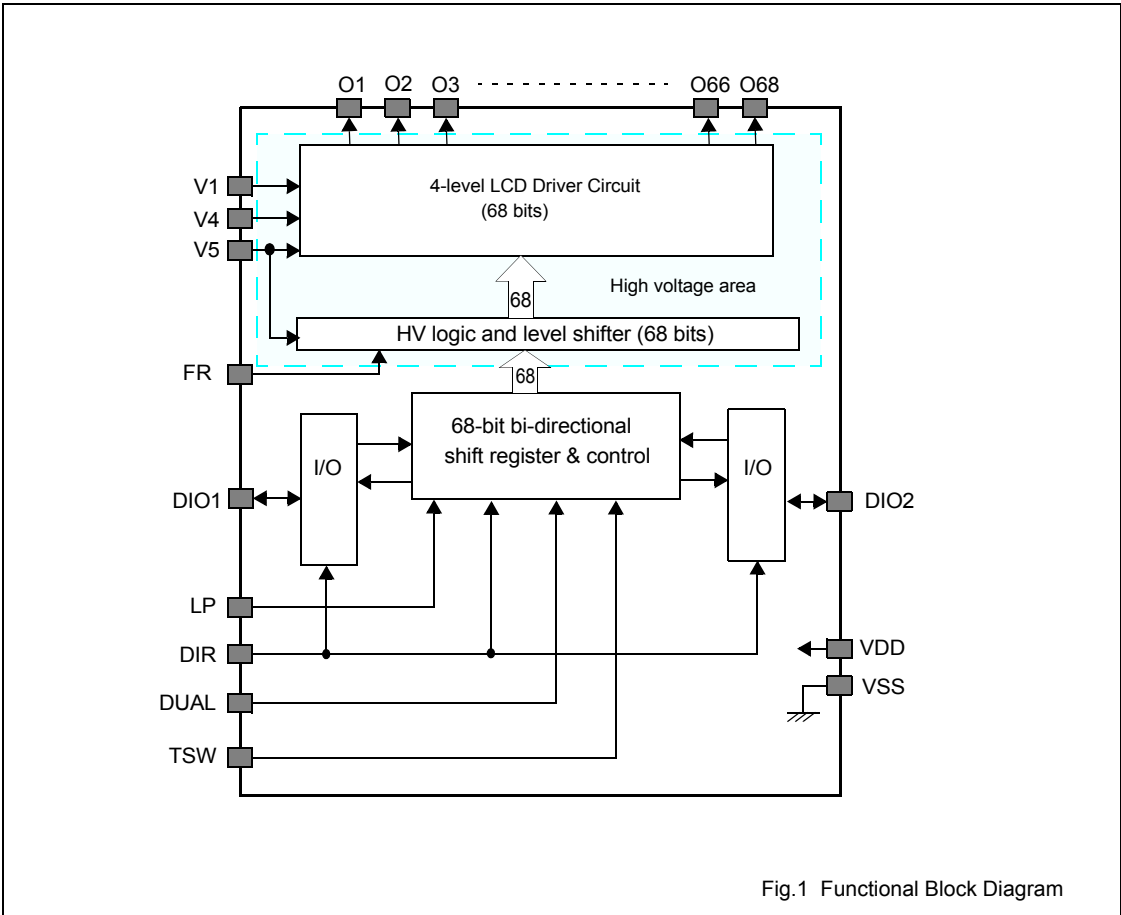 O1 O2 O3 O66 O68
V1
4-level LCD Driver Circuit
(68 bits)
V4
V5
High voltage area
68
HV logic and level shifter (68 bits)
FR
68
68-bit bi-directional
shift register & control
I/O
I/O
DIO1
DIO2
LP
DIR
VDD
VSS
DUAL
TSW
Fig.1 Functional Block Diagram